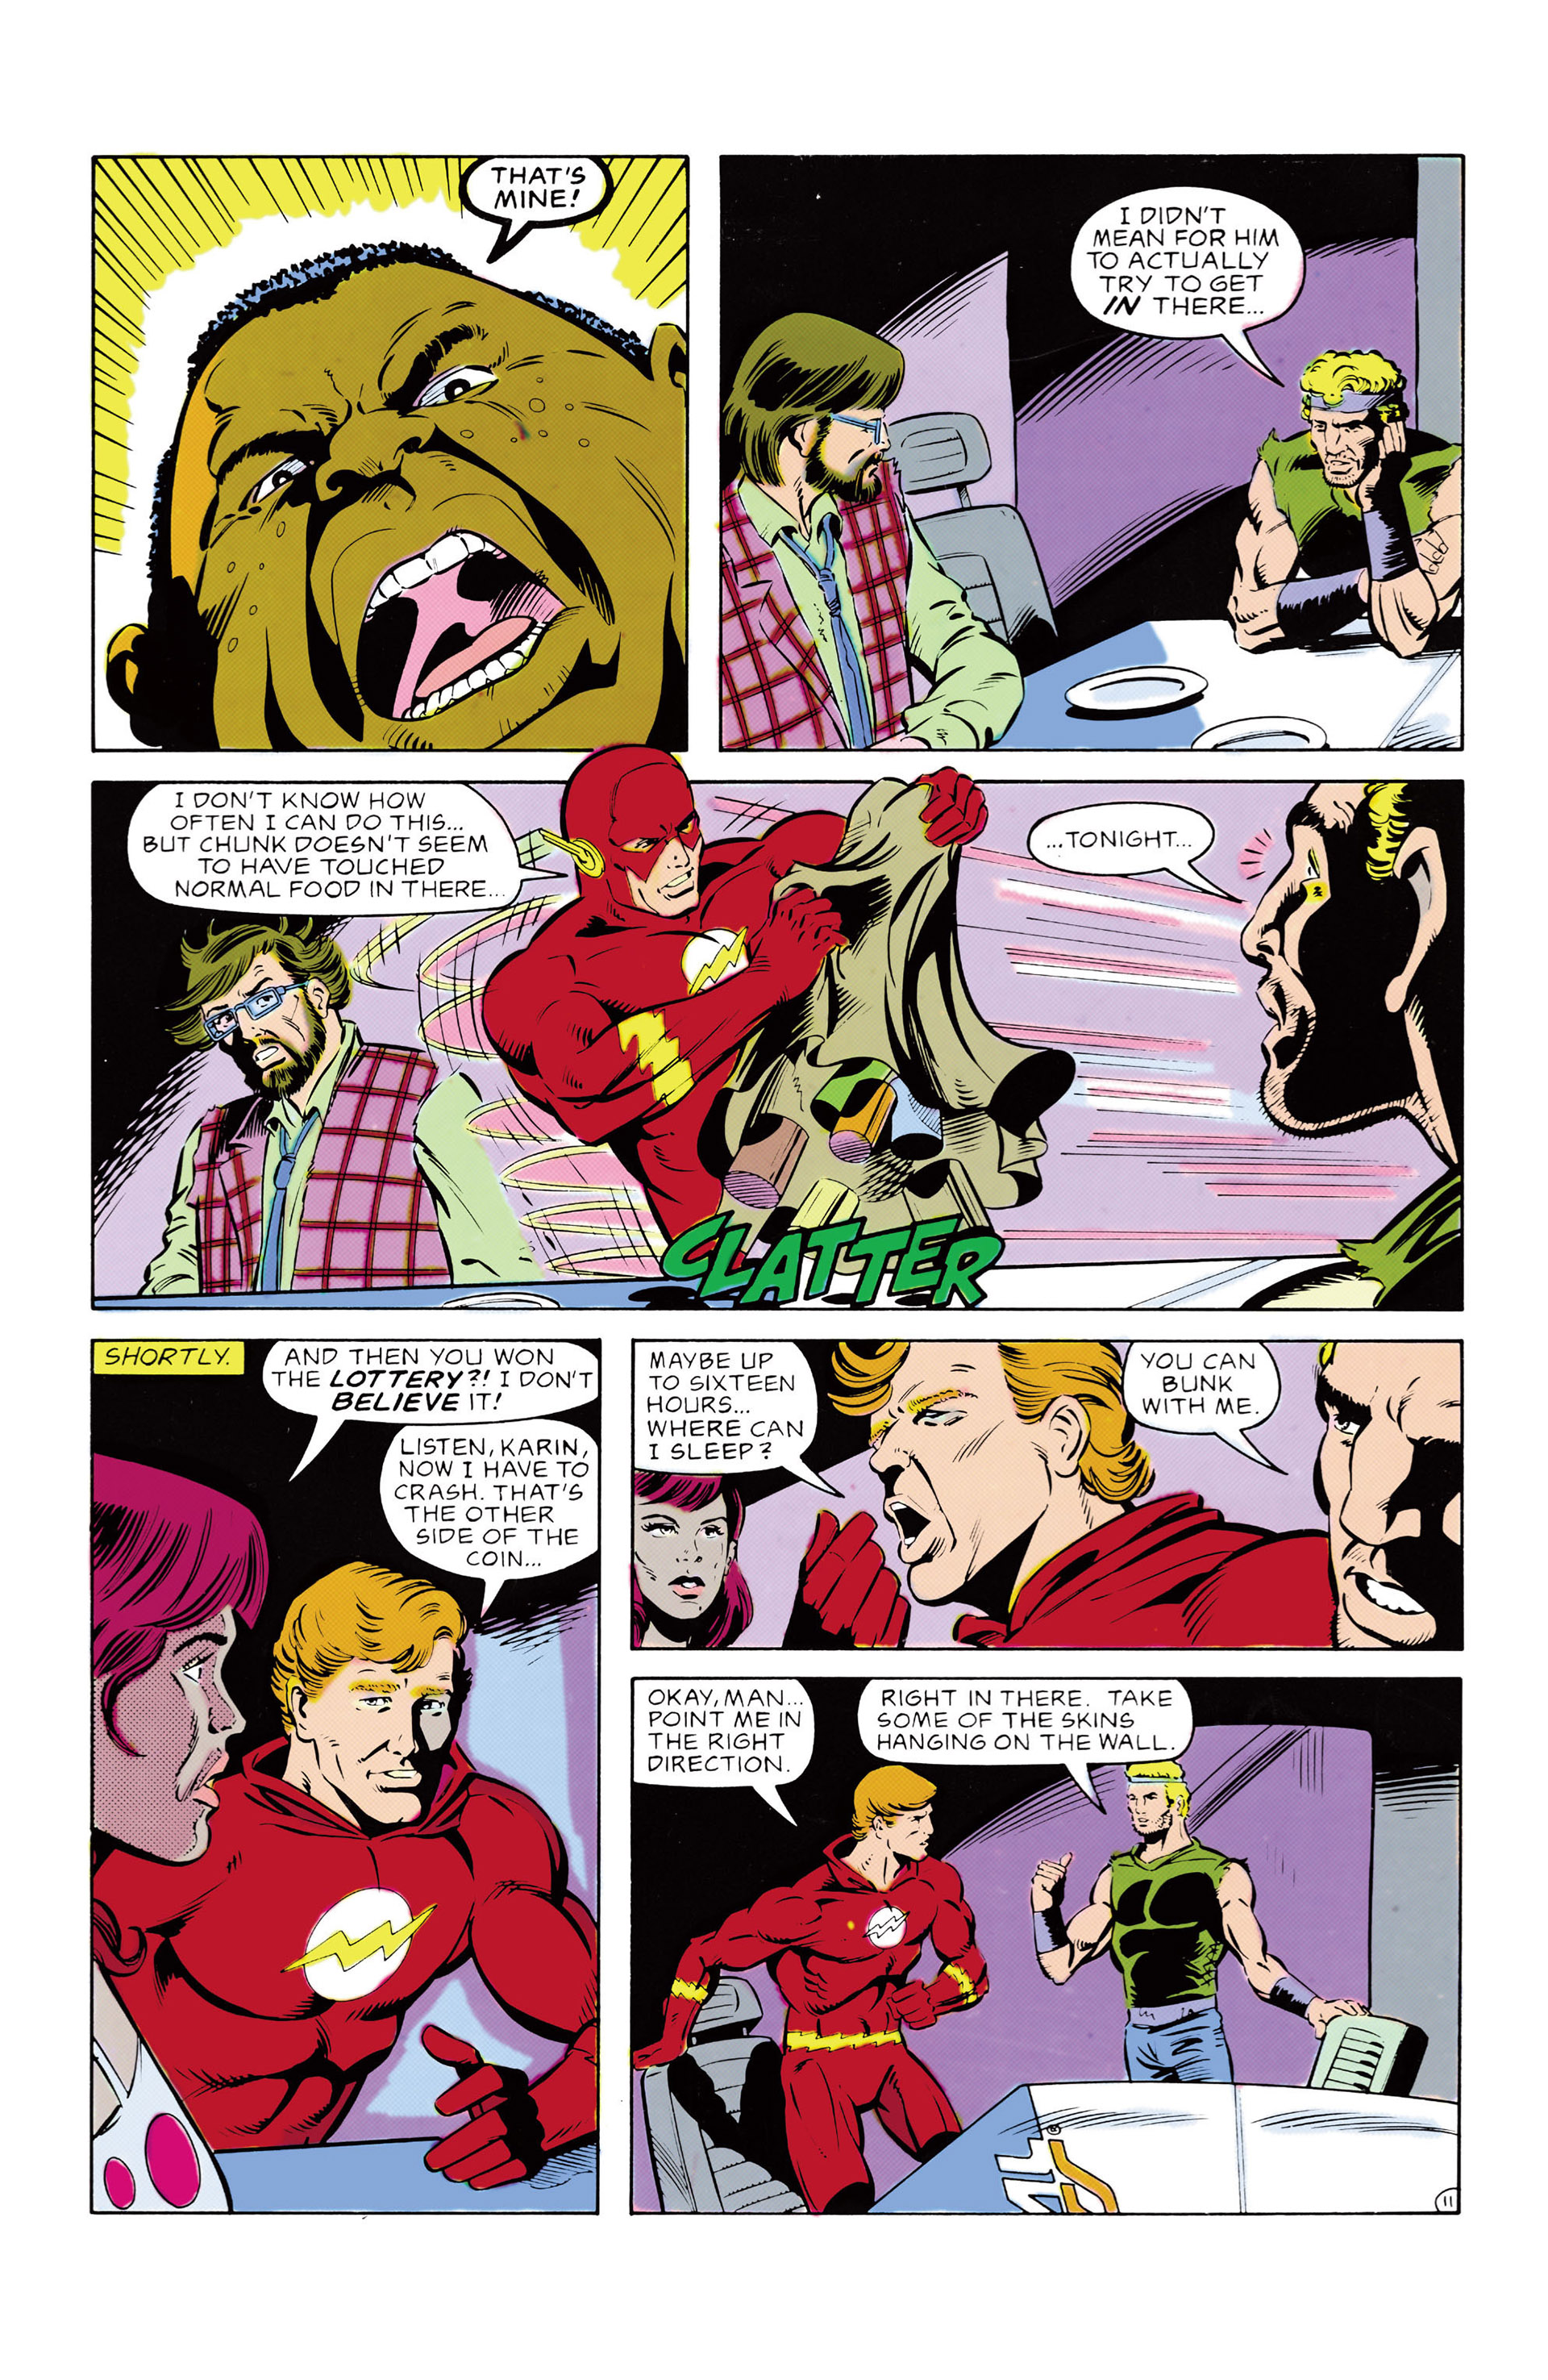 THAT'S
MINE!
I DIDN'T
MEAN FOR HIM
TO ACTUALLY
TRY TO GET
IN THERE...
I DON'T KNOW HOW
OFTEN I CAN DO THIS...
BUT CHUNK DOESN'T SEEM
TO HAVE TOUCHED
NORMAL FOOD IN THERE...
...TONIGHT...
CLATTER
SHORTLY.
AND THEN YOU WON
THE LOTTERY?! I DON'T
BELIEVE IT!
LISTEN, KARIN,
NOW I HAVE TO
CRASH. THAT'S
THE OTHER
SIDE OF THE
COIN...
MAYBE UP
TO SIXTEEN
HOURS...
WHERE CAN
I SLEEP?
YOU CAN
BUNK
WITH ME.
OKAY, MAN...
POINT ME IN
THE RIGHT
DIRECTION.
RIGHT IN THERE. TAKE
SOME OF THE SKINS
HANGING ON THE WALL.
11